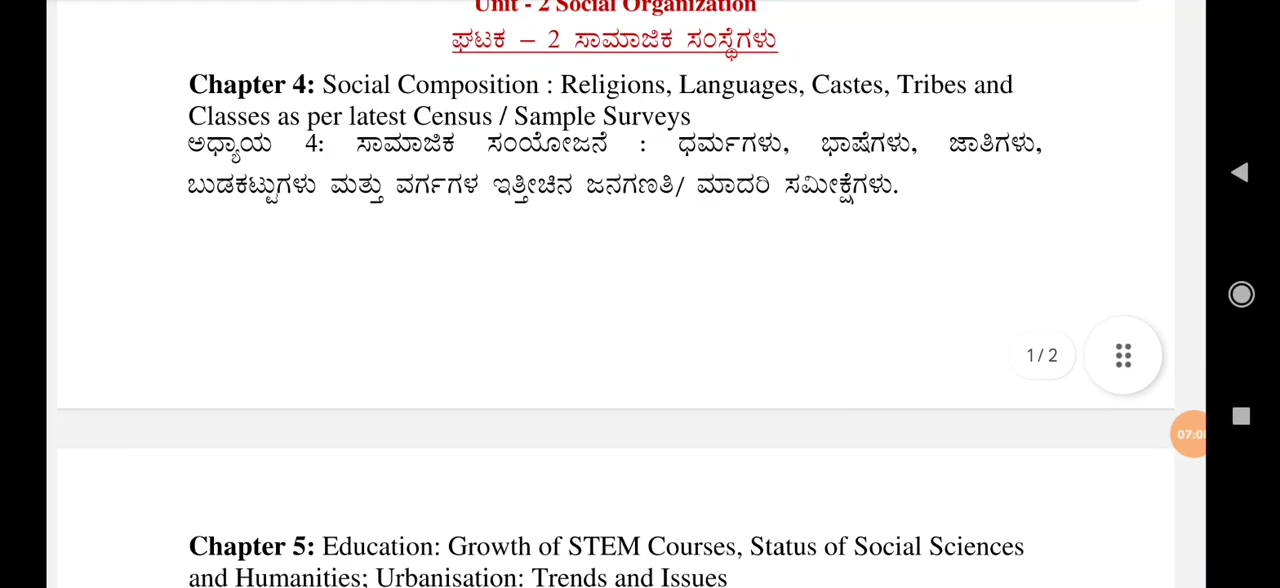 Unit - 2 Social Organization
ಘಟಕ – 2 ಸಾಮಾಜಿಕ ಸಂಸ್ಥೆಗಳು
Chapter 4: Social Composition : Religions, Languages, Castes, Tribes and
Classes as per latest Census / Sample Surveys
ಅಧ್ಯಾಯ 4: ಸಾಮಾಜಿಕ ಸಂಯೋಜನೆ : ಧರ್ಮಗಳು, ಭಾಷೆಗಳು, ಜಾತಿಗಳು,
ಬುಡಕಟ್ಟುಗಳು ಮತ್ತು ವರ್ಗಗಳ ಇತ್ತೀಚಿನ ಜನಗಣತಿ/ ಮಾದರಿ ಸಮೀಕ್ಷೆಗಳು.
1 / 2
Chapter 5: Education: Growth of STEM Courses, Status of Social Sciences
and Humanities; Urbanisation: Trends and Issues